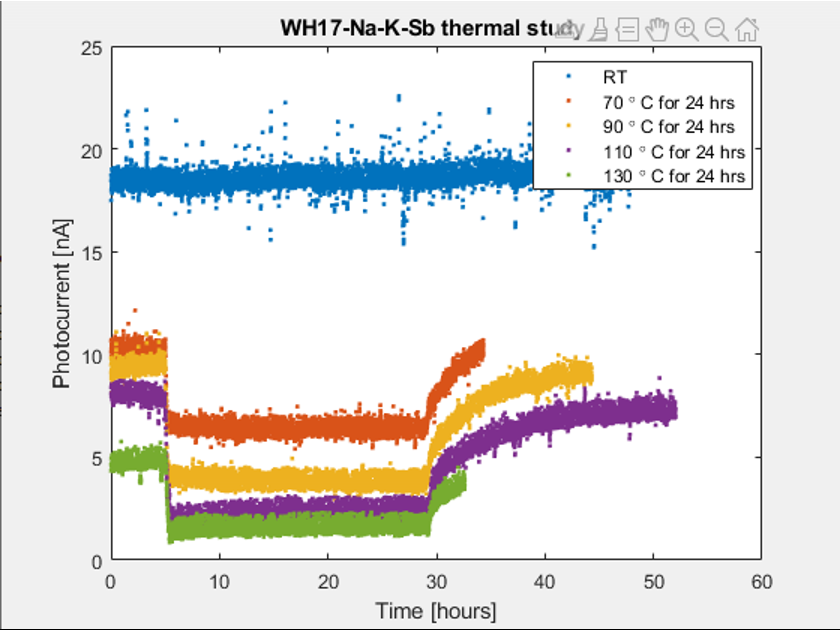 WH17-Na-K-Sb thermal study
25
20
15
10
5
0
Photocurrent [nA]
RT
70 ° C for 24 hrs
90 ° C for 24 hrs
110 ° C for 24 hrs
130 ° C for 24 hrs
0 10 20 30 40 50 60
Time [hours]